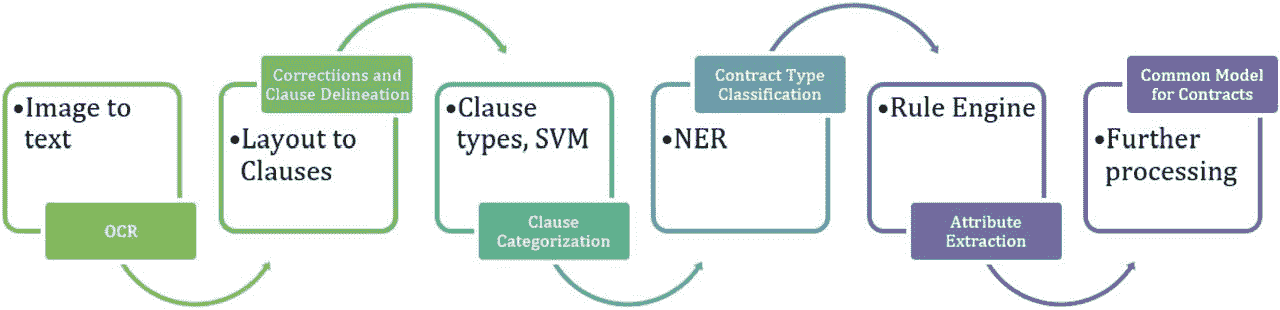 •Image to
text
OCR
Corrections and
Clause Delineation
•Layout to
Clauses
•Clause
types, SVM
Clause
Categorization
Contract Type
Classification
•NER
•Rule Engine
Attribute
Extraction
Common Model
for Contracts
•Further
processing